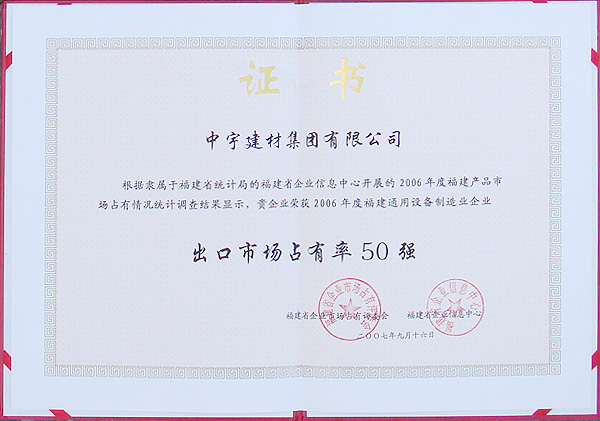 证书
中宇建材集团有限公司
根据隶属于福建省统计局的福建省企业信息中心开展的2006年度福建产品市
场占有情况统计调查结果显示，贵企业荣获2006年度福建通用设备制造业企业
出口市场占有率50强
福建省企业市场占有评委会 福建省企业信息中心
二〇〇七年九月十六日